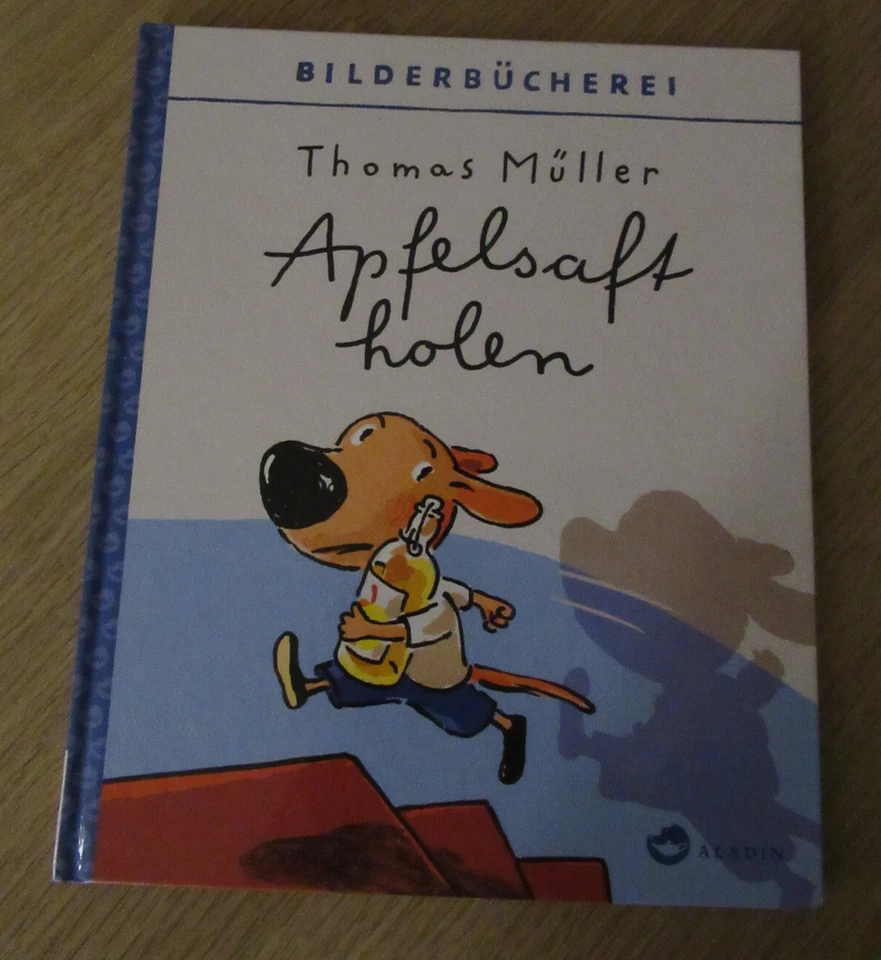 BILDERBÜCHEREI
Thomas Müller
Apfelsaft
holen
ALADIN